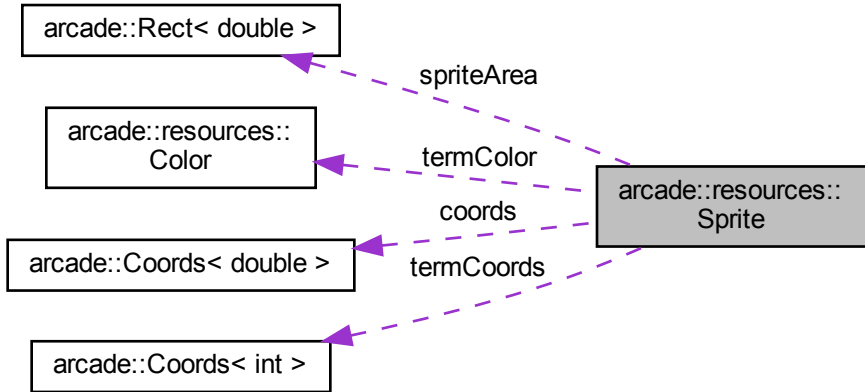 arcade::Rect< double >
spriteArea
arcade::resources::
Color
termColor
arcade::resources::
Sprite
coords
arcade::Coords< double >
termCoords
arcade::Coords< int >